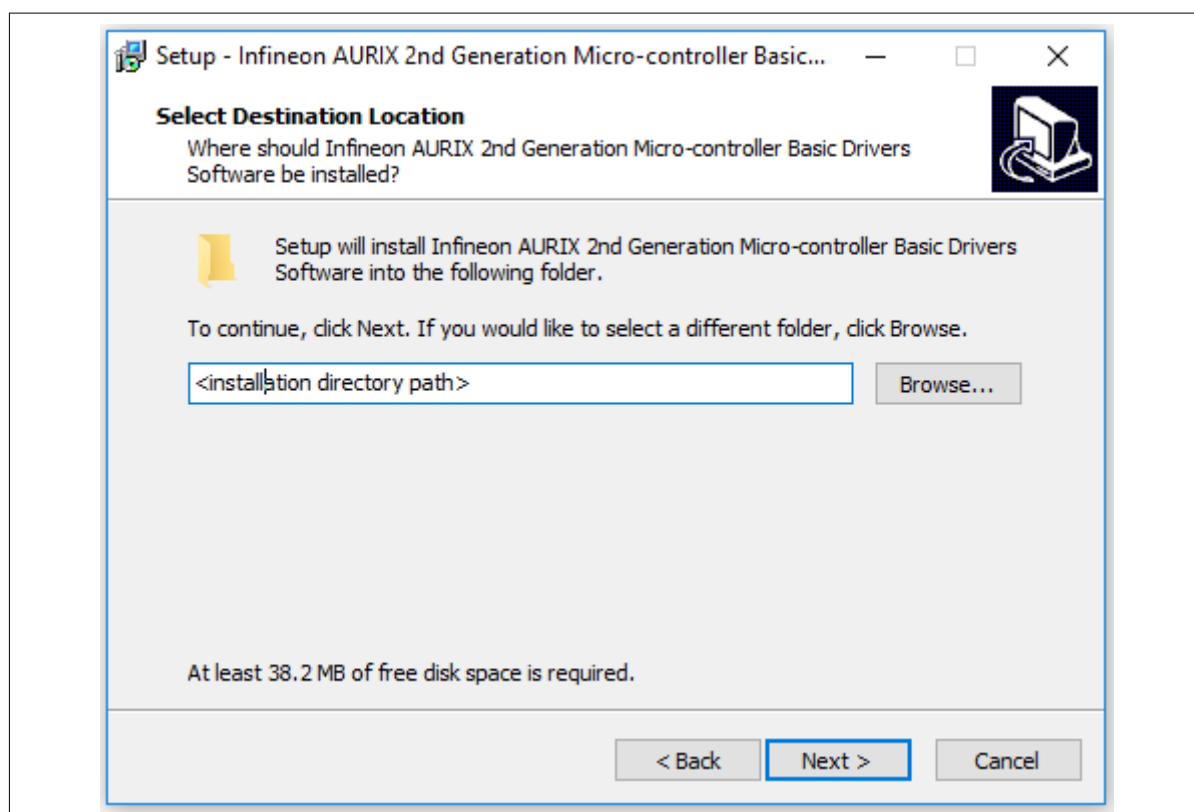 Setup - Infineon AURIX 2nd Generation Micro-controller Basic...
Select Destination Location
Where should Infineon AURIX 2nd Generation Micro-controller Basic Drivers
Software be installed?
Setup will install Infineon AURIX 2nd Generation Micro-controller Basic Drivers
Software into the following folder.
To continue, click Next. If you would like to select a different folder, click Browse.
<installation directory path>
Browse...
At least 38.2 MB of free disk space is required.
< Back
Next >
Cancel